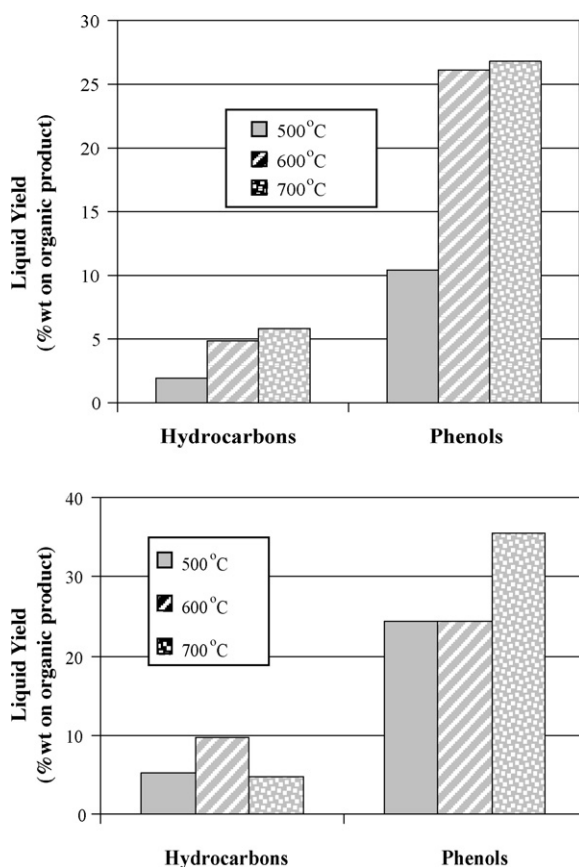 30
25
20
15
10
5
0
Liquid Yield
(%wt on organic product)
500°C
600°C
700°C
Hydrocarbons
Phenols
40
30
20
10
0
Liquid Yield
(%wt on organic product)
500°C
600°C
700°C
Hydrocarbons
Phenols